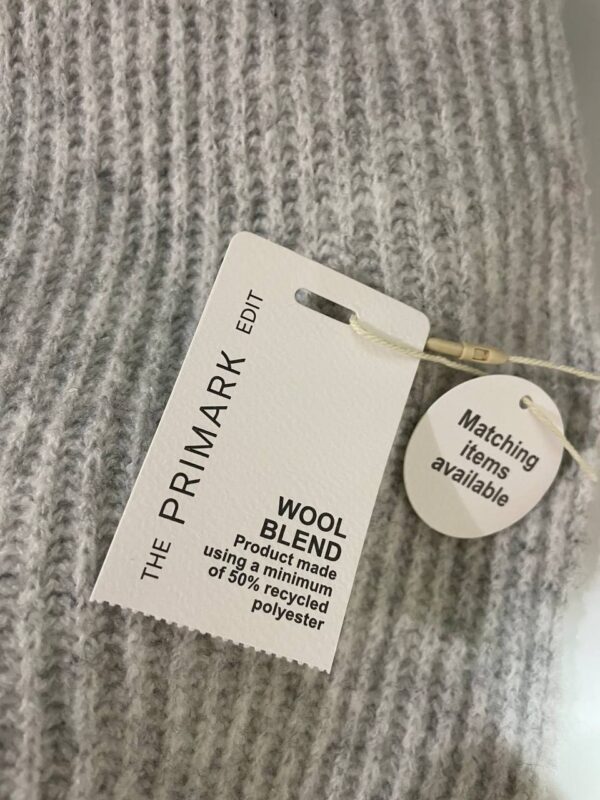 THE PRIMARK EDIT
WOOL
BLEND
Product made
using a minimum
of 50% recycled
polyester
Matching
items
available